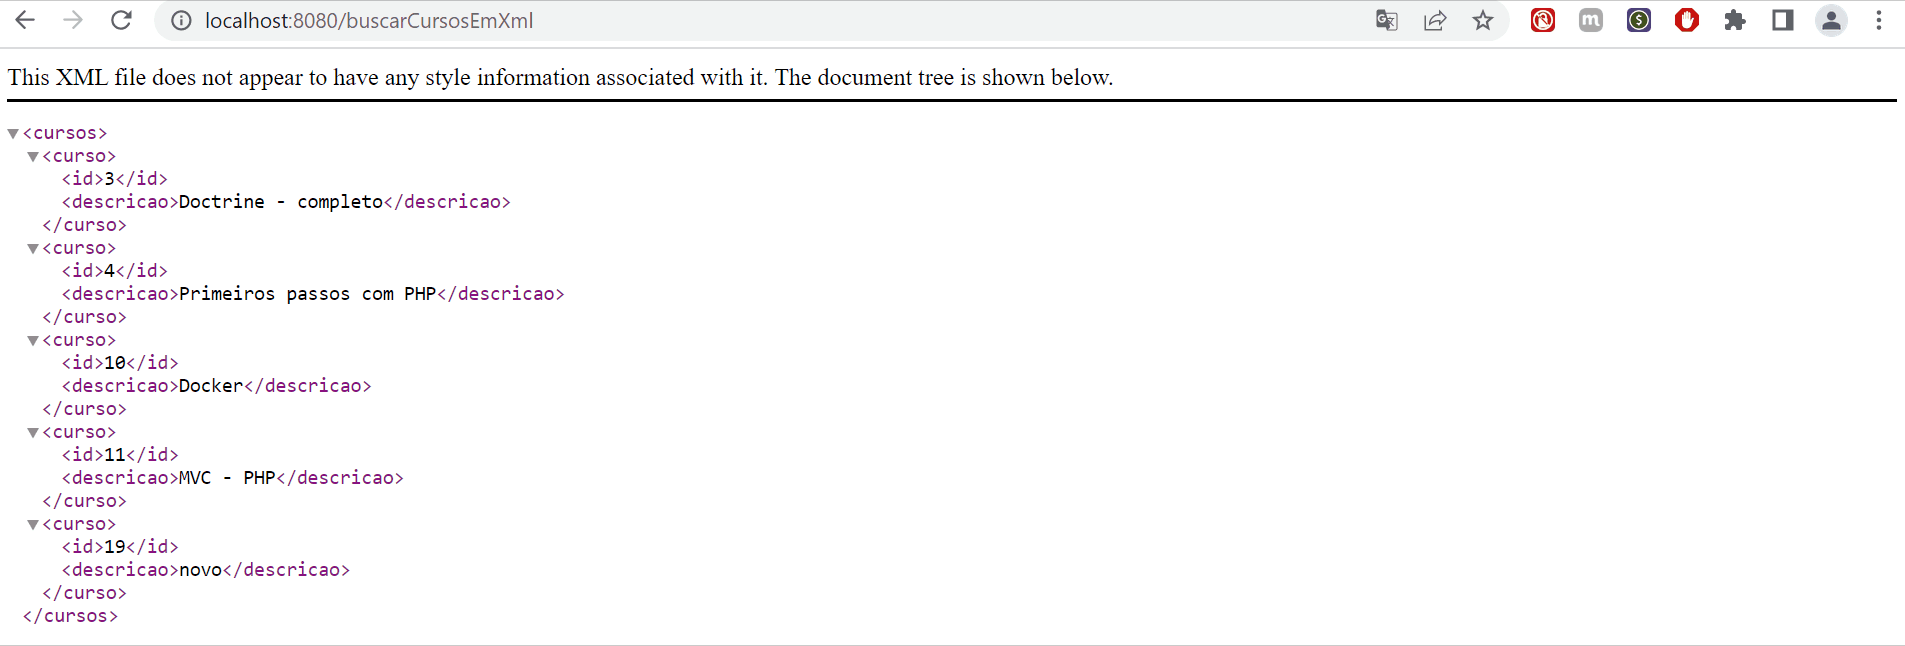 localhost:8080/buscarCursosEmXml
This XML file does not appear to have any style information associated with it. The document tree is shown below.
▼<cursos>
▼<curso>
<id>3</id>
<descricao>Doctrine - completo</descricao>
</curso>
▼<curso>
<id>4</id>
<descricao>Primeiros passos com PHP</descricao>
</curso>
▼<curso>
<id>10</id>
<descricao>Docker</descricao>
</curso>
▼<curso>
<id>11</id>
<descricao>MVC - PHP</descricao>
</curso>
▼<curso>
<id>19</id>
<descricao>novo</descricao>
</curso>
</cursos>